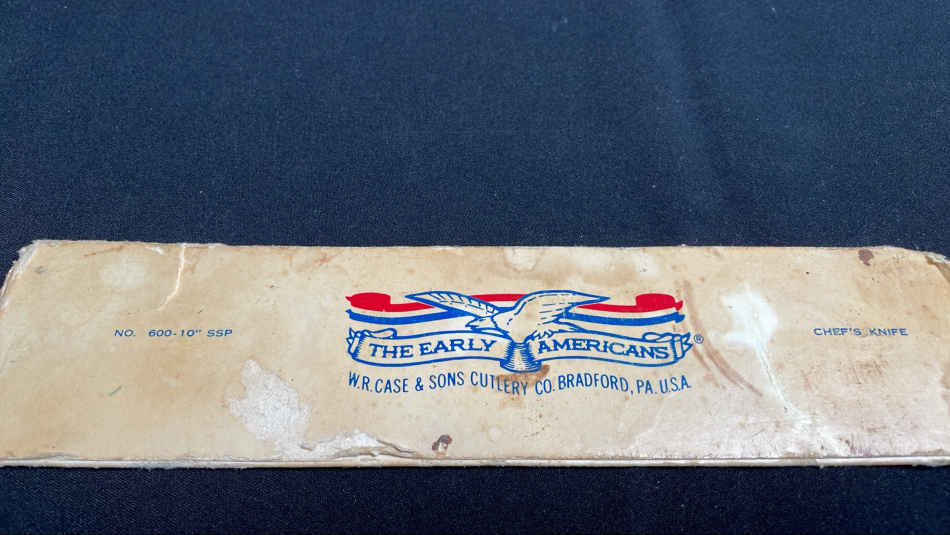 NO. 600-10" SSP
THE EARLY AMERICANS®
W.R. CASE & SONS CUTLERY CO. BRADFORD, PA. U.S.A.
CHEF'S KNIFE